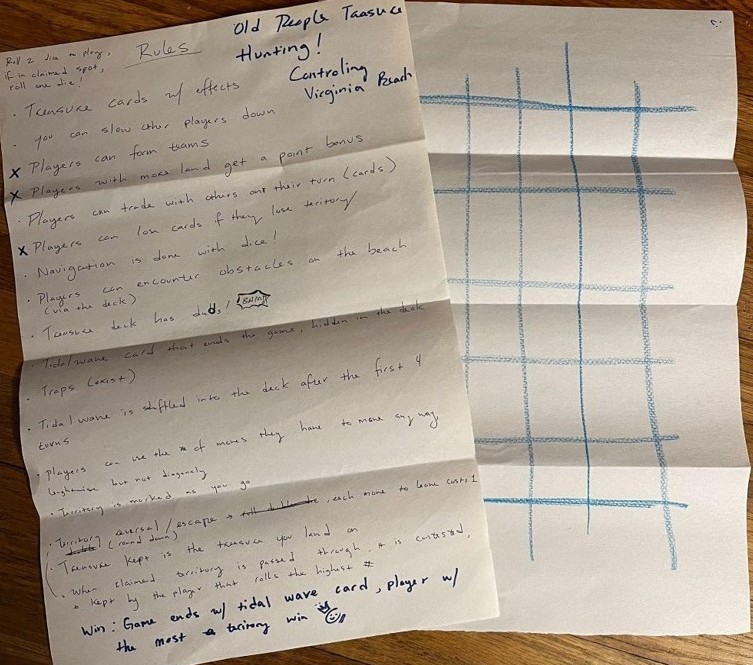 Roll 2 dice to play,
if in claimed spot,
roll one die!
Rules
Old People Teasuce
Hunting!
Controling
Virginia Beach
· Treasure cards w/ effects
· you can slow other players down
x Players can form teams
x Players with more land get a point bonus
· Players can trade with others on their turn (cards)
x Players can lose cards if they lose teritory
· Navigation is done with dice!
· Players can encounter obstacles on the beach
(via the deck)
· Treasure deck has duds!
· Tidal wave card that ends the game, hidden in the deck
· Traps (exist)
· Tidal wave is shuffled into the deck after the first 4
turns
· players can use the # of moves they have to move any way
lengthwise but not diagonely
· Territory is marked as you go
· Territory reversal/escape → each move to leave costs 1
(round down)
· Treasure kept is the treasure you land on
· When claimed territory is passed through, it is contested,
kept by the player that rolls the highest #
Win: Game ends w/ tidal wave card, player w/
the most teritory win